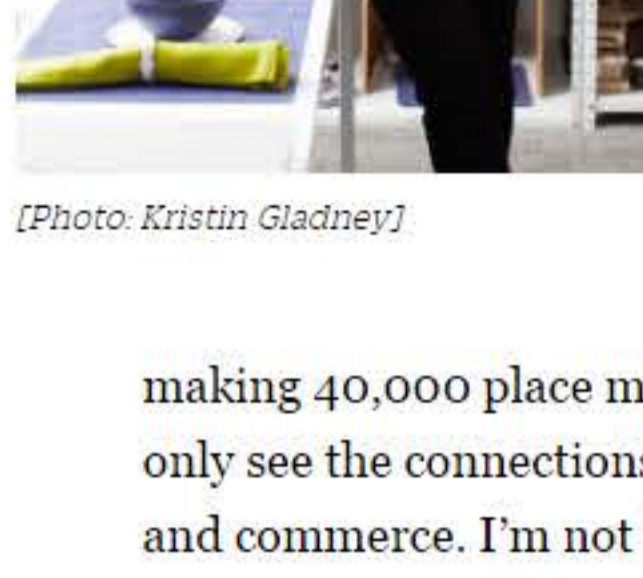 [Photo: Kristin Gladney]
making 40,000 place m
only see the connections
and commerce. I'm not